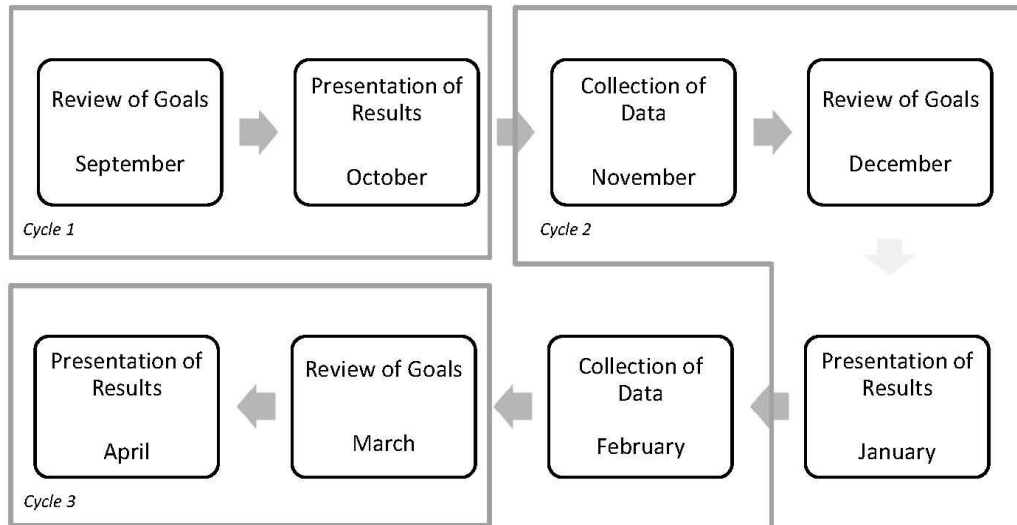 Review of Goals
September
Presentation of
Results
October
Cycle 1
Collection of
Data
November
Review of Goals
December
Cycle 2
Presentation of
Results
January
Collection of
Data
February
Review of Goals
March
Presentation of
Results
April
Cycle 3